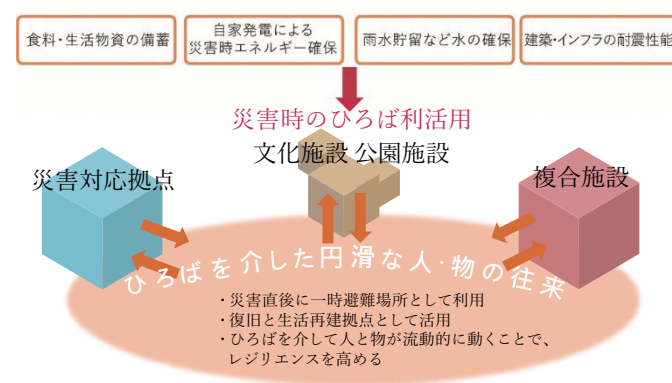 食料・生活物資の備蓄
自家発電による
災害時エネルギー確保
雨水貯留など水の確保
建築・インフラの耐震性能
災害時のひろば利活用
文化施設 公園施設
災害対応拠点
複合施設
ひろばを介した円滑な人・物の往来
・災害直後に一時避難場所として利用
・復旧と生活再建拠点として活用
・ひろばを介して人と物が流動的に動くことで、
レジリエンスを高める